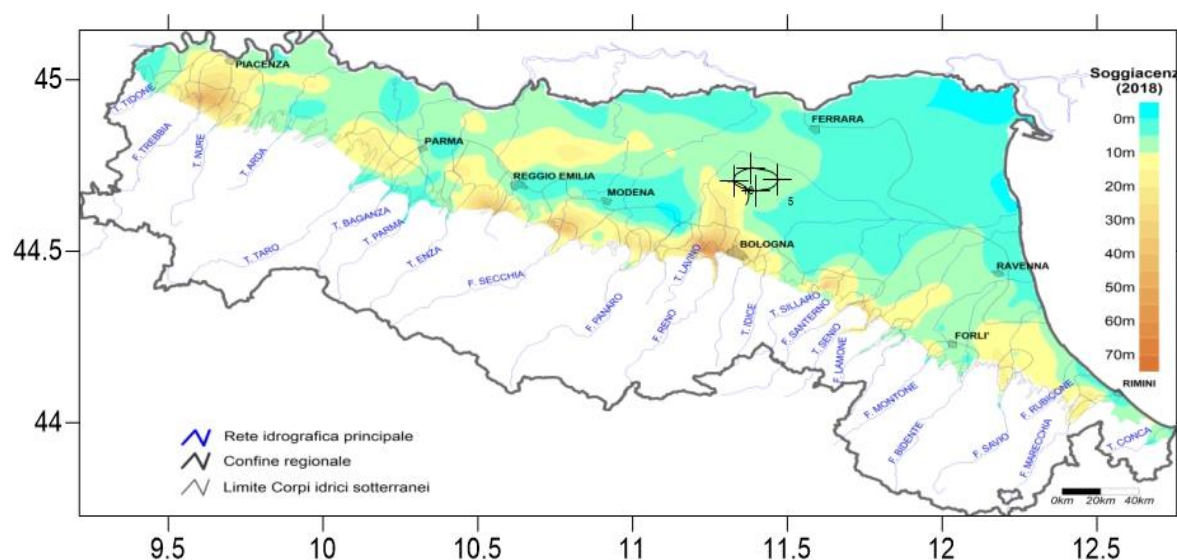 45
44.5
44
9.5
10
10.5
11
11.5
12
12.5
PIACENZA
PARMA
REGGIO EMILIA
MODENA
BOLOGNA
FERRARA
RAVENNA
FORLI'
RIMINI
T. TIDONE
F. TREBBIA
T. NURE
T. ARDA
T. TARO
T. BAGANZA
T. PARMA
T. ENZA
F. SECCHIA
F. PANARO
F. RENO
T. LAVINO
T. IDICE
T. SILLARO
F. SANTERNO
T. SENIO
F. LAMONE
F. MONTONE
F. BIDENTE
F. SAVIO
F. RUBICONE
F. MARECCHIA
T. CONCA
5
Soggiacenz
(2018)
0m
10m
20m
30m
40m
50m
60m
70m
Rete idrografica principale
Confine regionale
Limite Corpi idrici sotterranei
0km 20km 40km